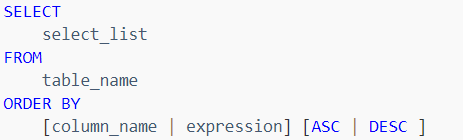 SELECT
    select_list
FROM
    table_name
ORDER BY
    [column_name | expression] [ASC | DESC ]